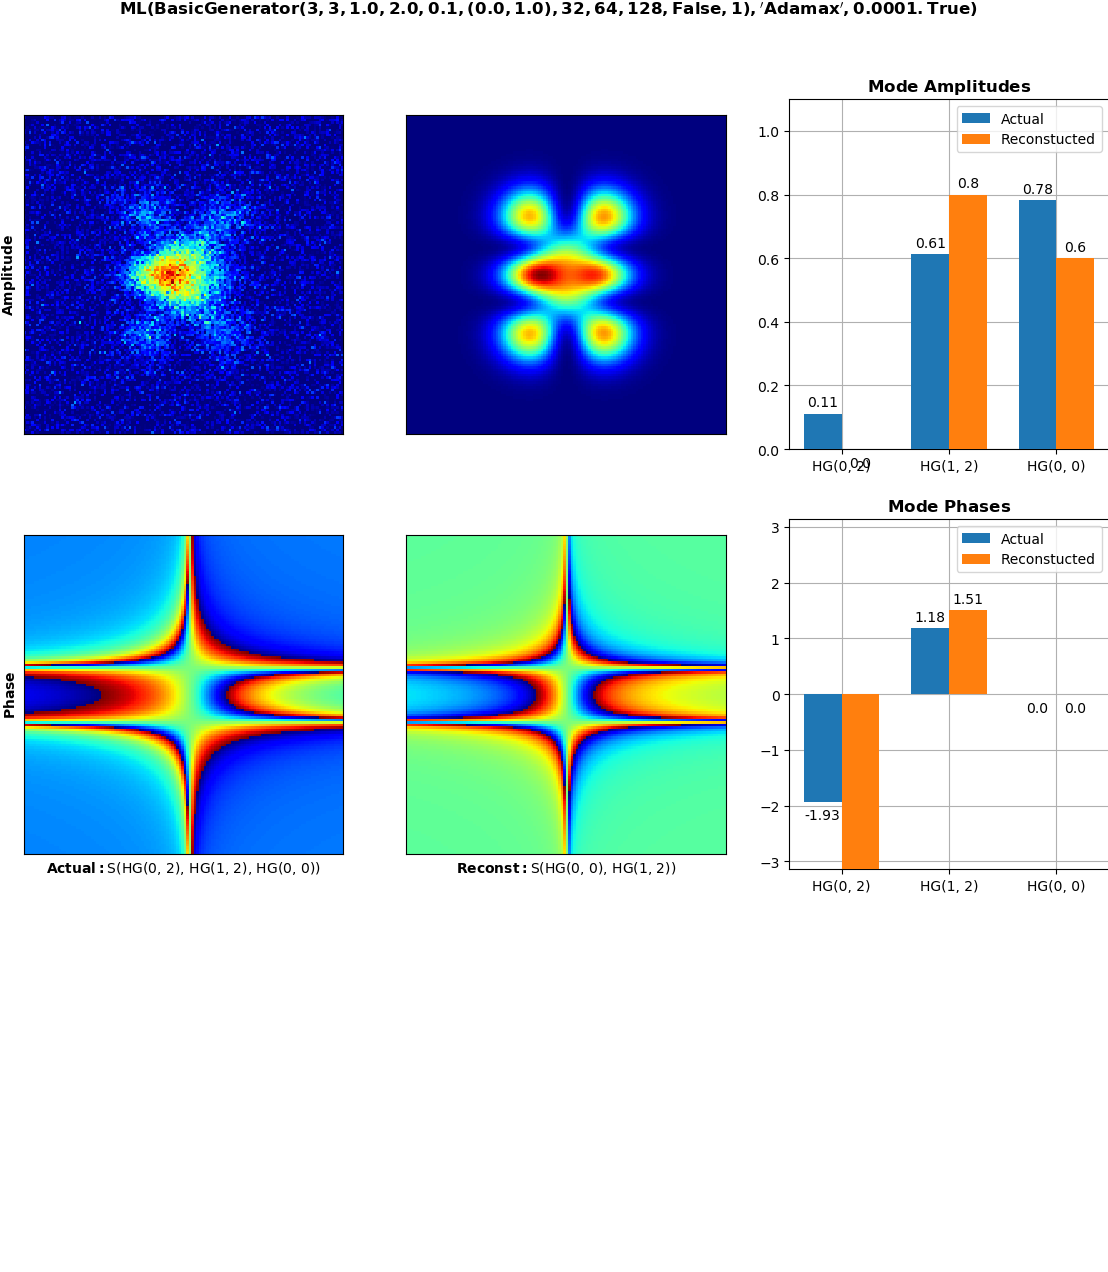 ML(BasicGenerator(3, 3, 1.0, 2.0, 0.1, (0.0, 1.0), 32, 64, 128, False, 1), 'Adamax', 0.0001. True)
Amplitude
Mode Amplitudes
Actual
Reconstucted
1.0
0.8
0.6
0.4
0.2
0.0
0.11
0.0
0.61
0.8
0.78
0.6
HG(0, 2)
HG(1, 2)
HG(0, 0)
Phase
Actual: S(HG(0, 2), HG(1, 2), HG(0, 0))
Reconst: S(HG(0, 0), HG(1, 2))
Mode Phases
Actual
Reconstucted
3
2
1
0
−1
−2
−3
-1.93
1.18
1.51
0.0
0.0
HG(0, 2)
HG(1, 2)
HG(0, 0)